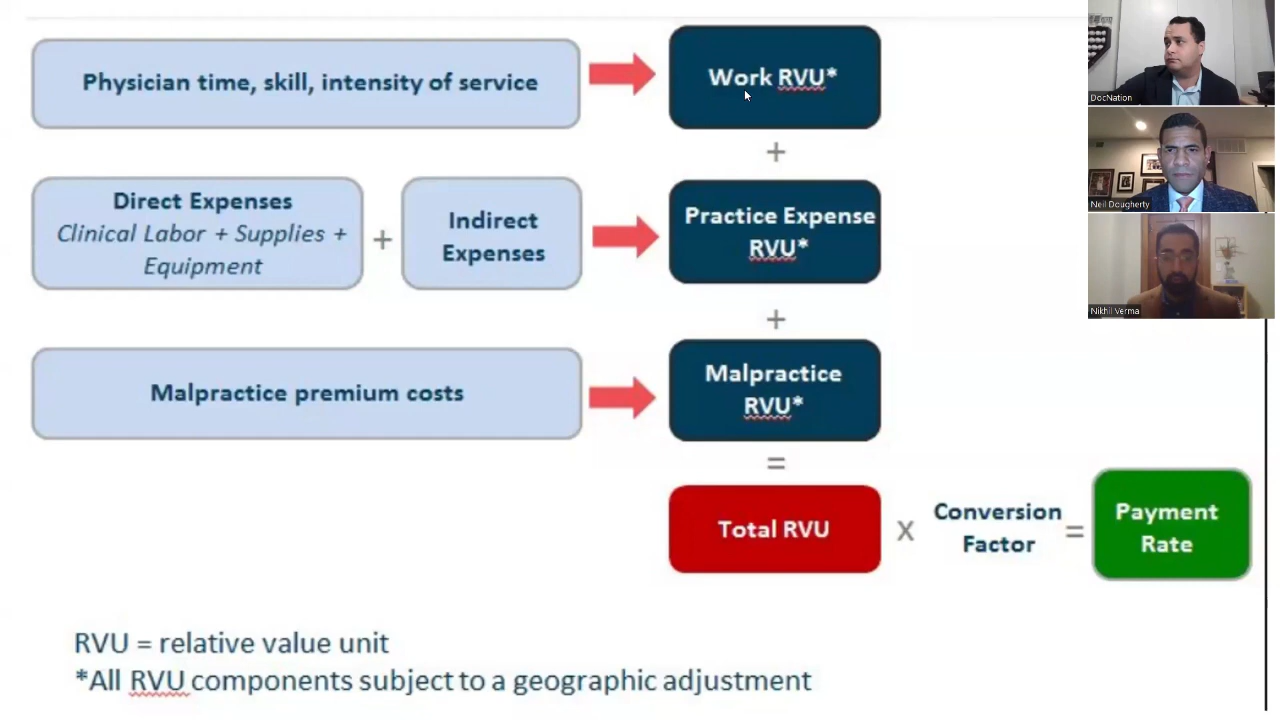 Physician time, skill, intensity of service
Work RVU*
+
Direct Expenses
Clinical Labor + Supplies +
Equipment
+
Indirect
Expenses
Practice Expense
RVU*
+
Malpractice premium costs
Malpractice
RVU*
=
Total RVU
X
Conversion
Factor
=
Payment
Rate
RVU = relative value unit
*All RVU components subject to a geographic adjustment
DocNation
Neil Dougherty
Nikhil Verma